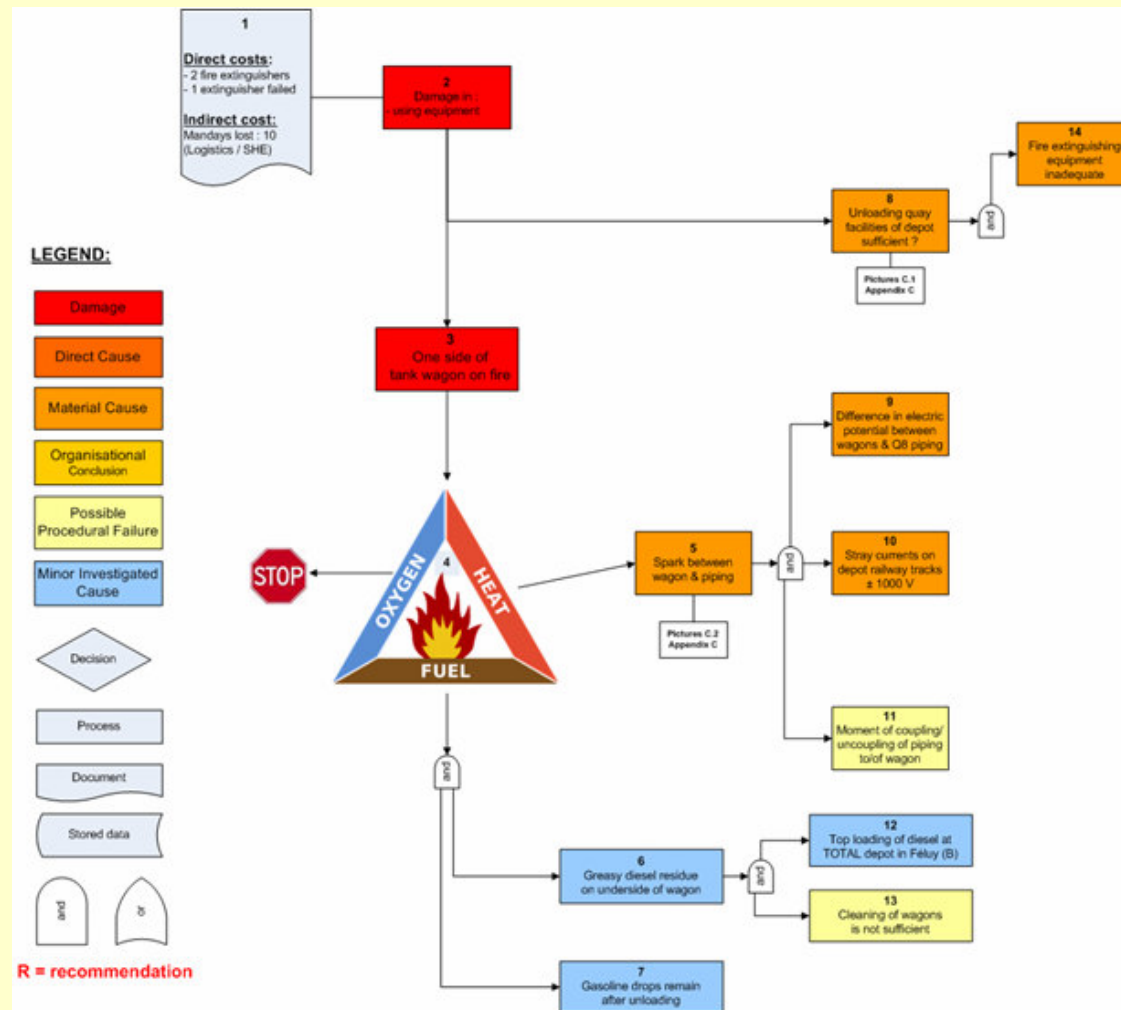 1
Direct costs:
- 2 fire extinguishers
- 1 extinguisher failed
Indirect cost:
Mandays lost : 10
(Logistics / SHE)
2
Damage in :
- using equipment
14
Fire extinguishing
equipment
inadequate
8
Unloading quay
facilities of depot
sufficient ?
and
Pictures C.1
Appendix C
LEGEND:
Damage
Direct Cause
Material Cause
Organisational
Conclusion
Possible
Procedural Failure
Minor Investigated
Cause
Decision
Process
Document
Stored data
and
or
R = recommendation
3
One side of
tank wagon on fire
STOP
4
OXYGEN
HEAT
FUEL
5
Spark between
wagon & piping
Pictures C.2
Appendix C
and
9
Difference in electric
potential between
wagons & Q8 piping
10
Stray currents on
depot railway tracks
± 1000 V
11
Moment of coupling/
uncoupling of piping
to/of wagon
and
6
Greasy diesel residue
on underside of wagon
and
12
Top loading of diesel at
TOTAL depot in Féluy (B)
13
Cleaning of wagons
is not sufficient
7
Gasoline drops remain
after unloading